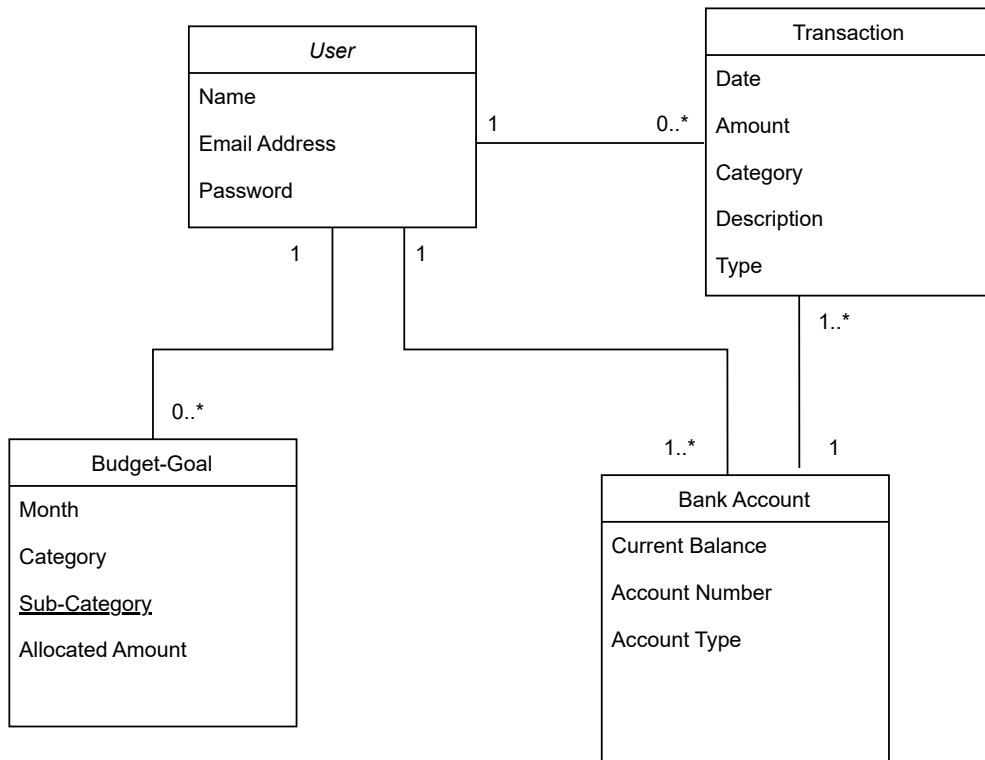 User
Name
Email Address
Password
Transaction
Date
Amount
Category
Description
Type
1
0..*
1
1
1..*
0..*
1..*
1
Budget-Goal
Month
Category
Sub-Category
Allocated Amount
Bank Account
Current Balance
Account Number
Account Type